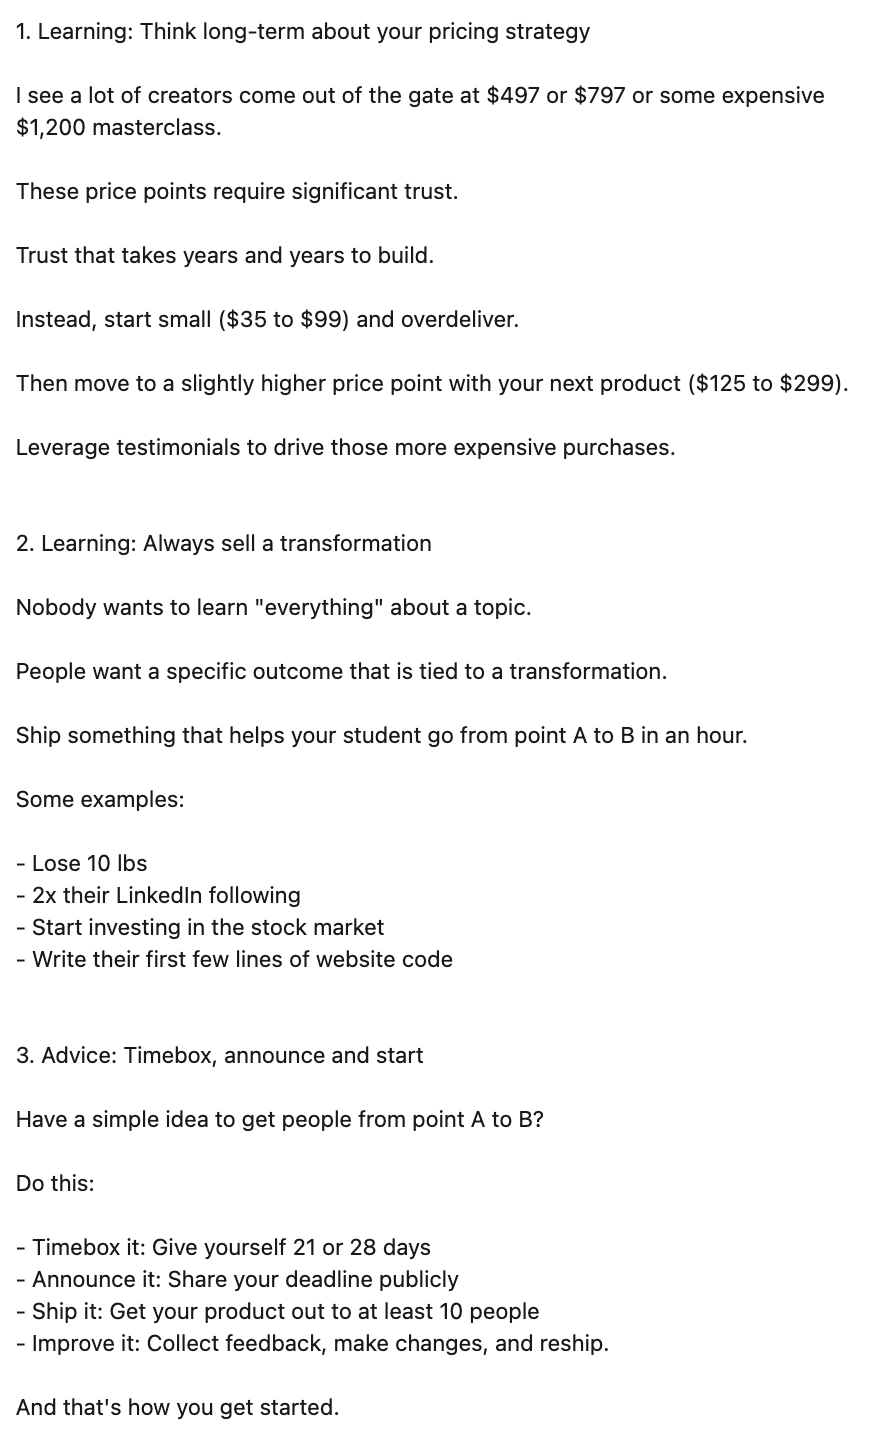 1. Learning: Think long-term about your pricing strategy
I see a lot of creators come out of the gate at $497 or $797 or some expensive
$1,200 masterclass.
These price points require significant trust.
Trust that takes years and years to build.
Instead, start small ($35 to $99) and overdeliver.
Then move to a slightly higher price point with your next product ($125 to $299).
Leverage testimonials to drive those more expensive purchases.
2. Learning: Always sell a transformation
Nobody wants to learn "everything" about a topic.
People want a specific outcome that is tied to a transformation.
Ship something that helps your student go from point A to B in an hour.
Some examples:
- Lose 10 lbs
- 2x their LinkedIn following
- Start investing in the stock market
- Write their first few lines of website code
3. Advice: Timebox, announce and start
Have a simple idea to get people from point A to B?
Do this:
- Timebox it: Give yourself 21 or 28 days
- Announce it: Share your deadline publicly
- Ship it: Get your product out to at least 10 people
- Improve it: Collect feedback, make changes, and reship.
And that's how you get started.